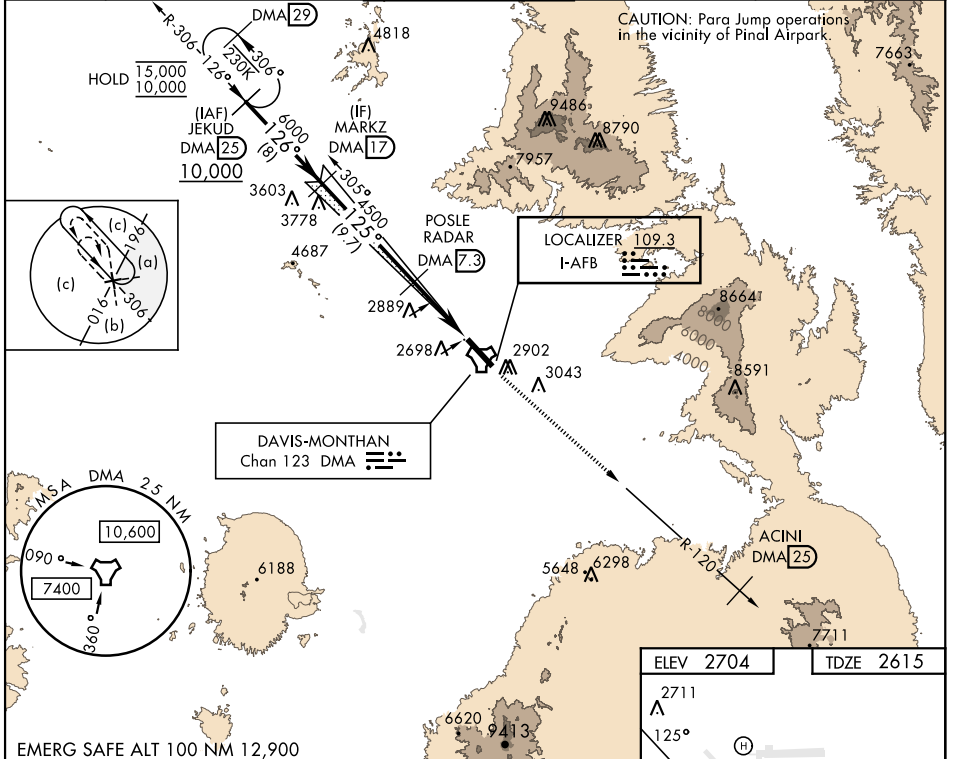 DMA 29
R-306
126°
306°
230K
4818
CAUTION: Para Jump operations
in the vicinity of Pinal Airpark.
7663
HOLD 15,000
10,000
(IAF)
JEKUD
DMA 25
10,000
6000
126°
(8)
(IF)
MARKZ
DMA 17
9486
8790
7957
3603
3778
305°
4500
125°
(9.7)
4687
POSLE
RADAR
DMA 7.3
LOCALIZER 109.3
I-AFB
(c)
196
(a)
(c)
016
306
(b)
2889
2698
2902
3043
8664
8000
6000
4000
8591
DAVIS-MONTHAN
Chan 123 DMA
MSA DMA 25 NM
10,600
090°
7400
360°
6188
5648
6298
R-120
ACINI
DMA 25
7711
ELEV 2704
TDZE 2615
2711
125°
H
6620
9413
EMERG SAFE ALT 100 NM 12,900